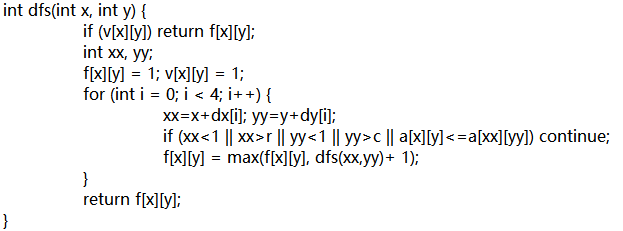 int dfs(int x, int y) {
if (v[x][y]) return f[x][y];
int xx, yy;
f[x][y] = 1; v[x][y] = 1;
for (int i = 0; i < 4; i++) {
xx=x+dx[i]; yy=y+dy[i];
if (xx<1 || xx>r || yy<1 || yy>c || a[x][y]<=a[xx][yy]) continue;
f[x][y] = max(f[x][y], dfs(xx,yy)+ 1);
}
return f[x][y];
}